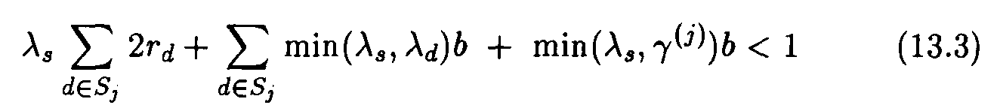 λ_s ∑_{d∈S_j} 2r_d + ∑_{d∈S_j} min(λ_s, λ_d)b + min(λ_s, γ^{(j)})b < 1 (13.3)